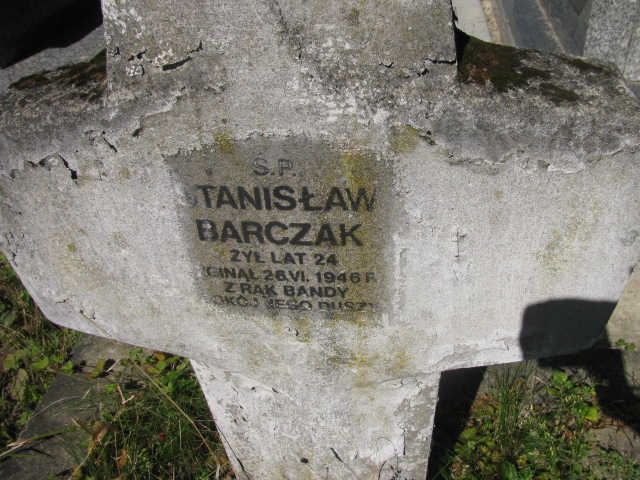 Ś.P.
STANISŁAW
BARCZAK
ŻYŁ LAT 24
ZGINĄŁ 26.VI. 1946 R
Z RĄK BANDY
POKÓJ JEGO DUSZY